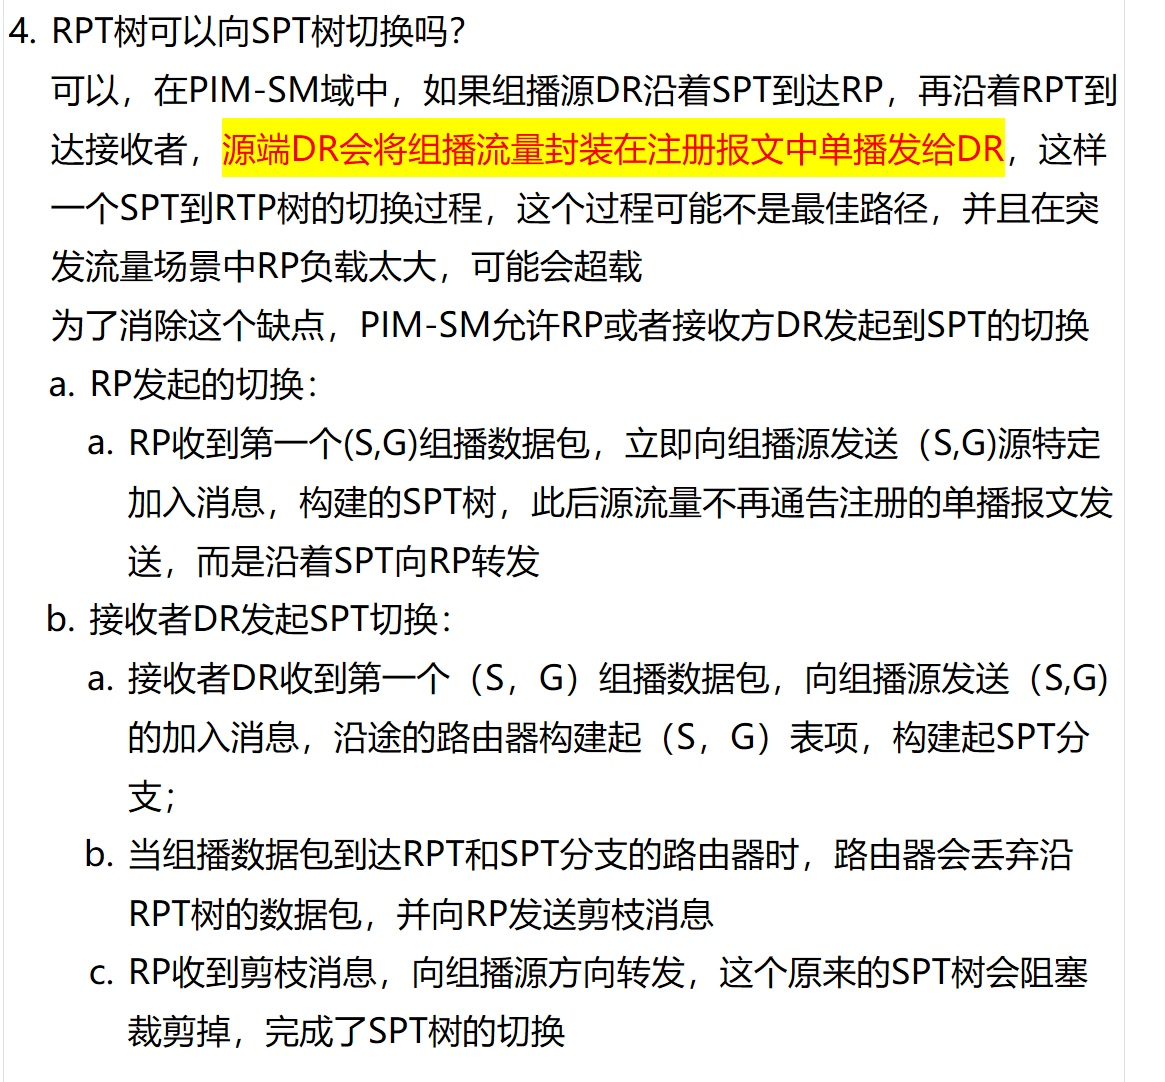 4. RPT树可以向SPT树切换吗?
可以，在PIM-SM域中，如果组播源DR沿着SPT到达RP，再沿着RPT到
达接收者，源端DR会将组播流量封装在注册报文中单播发给DR，这样
一个SPT到RTP树的切换过程，这个过程可能不是最佳路径，并且在突
发流量场景中RP负载太大，可能会超载
为了消除这个缺点，PIM-SM允许RP或者接收方DR发起到SPT的切换
a. RP发起的切换：
a. RP收到第一个(S,G)组播数据包，立即向组播源发送（S,G)源特定
加入消息，构建的SPT树，此后源流量不再通告注册的单播报文发
送，而是沿着SPT向RP转发
b. 接收者DR发起SPT切换：
a. 接收者DR收到第一个（S，G）组播数据包，向组播源发送（S,G)
的加入消息，沿途的路由器构建起（S，G）表项，构建起SPT分
支；
b. 当组播数据包到达RPT和SPT分支的路由器时，路由器会丢弃沿
RPT树的数据包，并向RP发送剪枝消息
c. RP收到剪枝消息，向组播源方向转发，这个原来的SPT树会阻塞
裁剪掉，完成了SPT树的切换